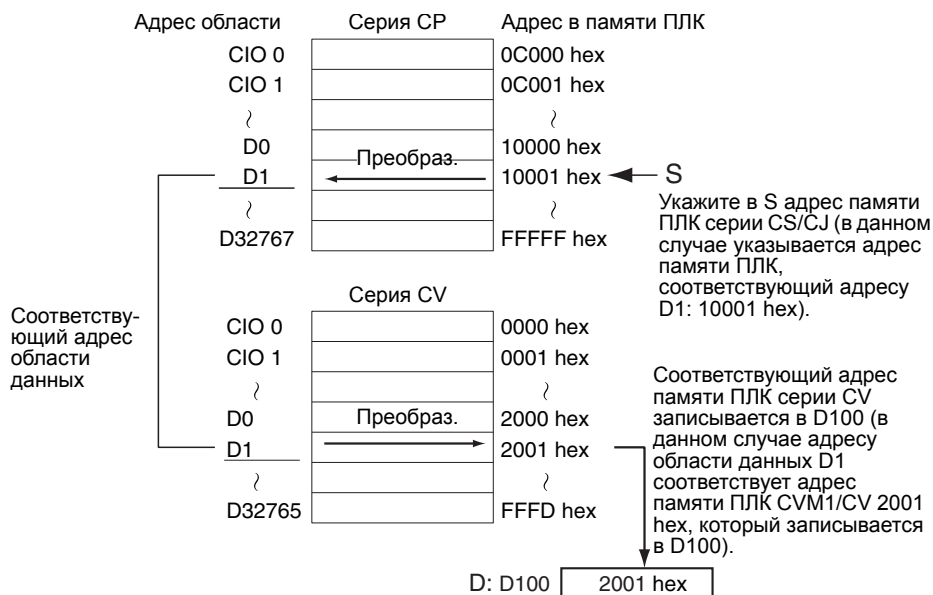 Адрес области Серия CP Адрес в памяти ПЛК
CIO 0 0C000 hex
CIO 1 0C001 hex
~ ~
D0 10000 hex
Преобраз.
D1 10001 hex S
~ ~
D32767 FFFFF hex
Укажите в S адрес памяти
ПЛК серии CS/CJ (в данном
случае указывается адрес
памяти ПЛК,
соответствующий адресу
D1: 10001 hex).
Соответству-
ющий адрес
области
данных
Серия CV
CIO 0 0000 hex
CIO 1 0001 hex
~ ~
D0 Преобраз. 2000 hex
D1 2001 hex
~ ~
D32765 FFFD hex
Соответствующий адрес
памяти ПЛК серии CV
записывается в D100 (в
данном случае адресу
области данных D1
соответствует адрес
памяти ПЛК CVM1/CV 2001
hex, который записывается
в D100).
D: D100 2001 hex